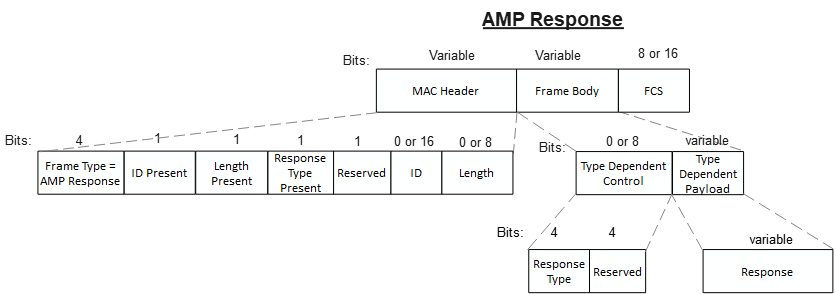 AMP Response
Bits: Variable Variable 8 or 16
MAC Header Frame Body FCS
Bits: 4 1 1 1 1 0 or 16 0 or 8
Frame Type =
AMP Response
ID Present
Length
Present
Response
Type
Present
Reserved
ID
Length
Bits: 0 or 8 variable
Type Dependent
Control
Type
Dependent
Payload
Bits: 4 4
Response
Type
Reserved
variable
Response